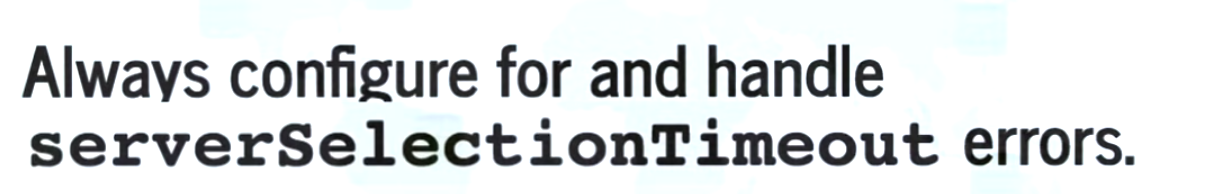 Always configure for and handle
serverSelectionTimeout errors.